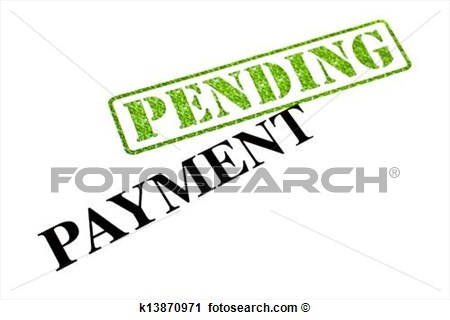 PENDING
PAYMENT
FOTOSEARCH®
k13870971 fotosearch.com ©